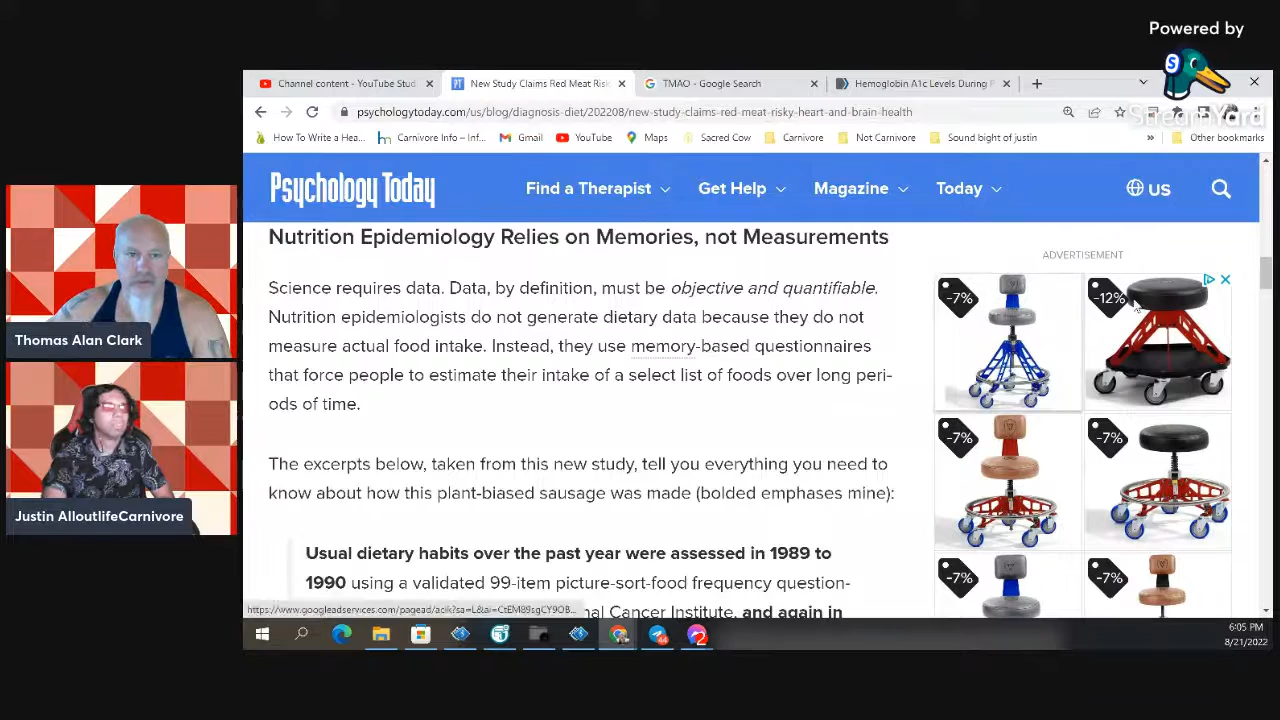 Powered by
StreamYard
Channel content - YouTube Stud
New Study Claims Red Meat Risk
TMAO - Google Search
Hemoglobin A1c Levels During P
psychologytoday.com/us/blog/diagnosis-diet/202208/new-study-claims-red-meat-risky-heart-and-brain-health
How To Write a Hea...
Carnivore Info – Inf...
Gmail
YouTube
Maps
Sacred Cow
Carnivore
Not Carnivore
Sound bight of justin
»
Other bookmarks
Psychology Today
Find a Therapist
Get Help
Magazine
Today
US
Nutrition Epidemiology Relies on Memories, not Measurements
Science requires data. Data, by definition, must be objective and quantifiable.
Nutrition epidemiologists do not generate dietary data because they do not
measure actual food intake. Instead, they use memory-based questionnaires
that force people to estimate their intake of a select list of foods over long peri-
ods of time.
The excerpts below, taken from this new study, tell you everything you need to
know about how this plant-biased sausage was made (bolded emphases mine):
Usual dietary habits over the past year were assessed in 1989 to
1990 using a validated 99-item picture-sort-food frequency question-
nal Cancer Institute, and again in
ADVERTISEMENT
-7%
-12%
-7%
-7%
-7%
-7%
Thomas Alan Clark
Justin AlloutlifeCarnivore
6:05 PM
8/21/2022